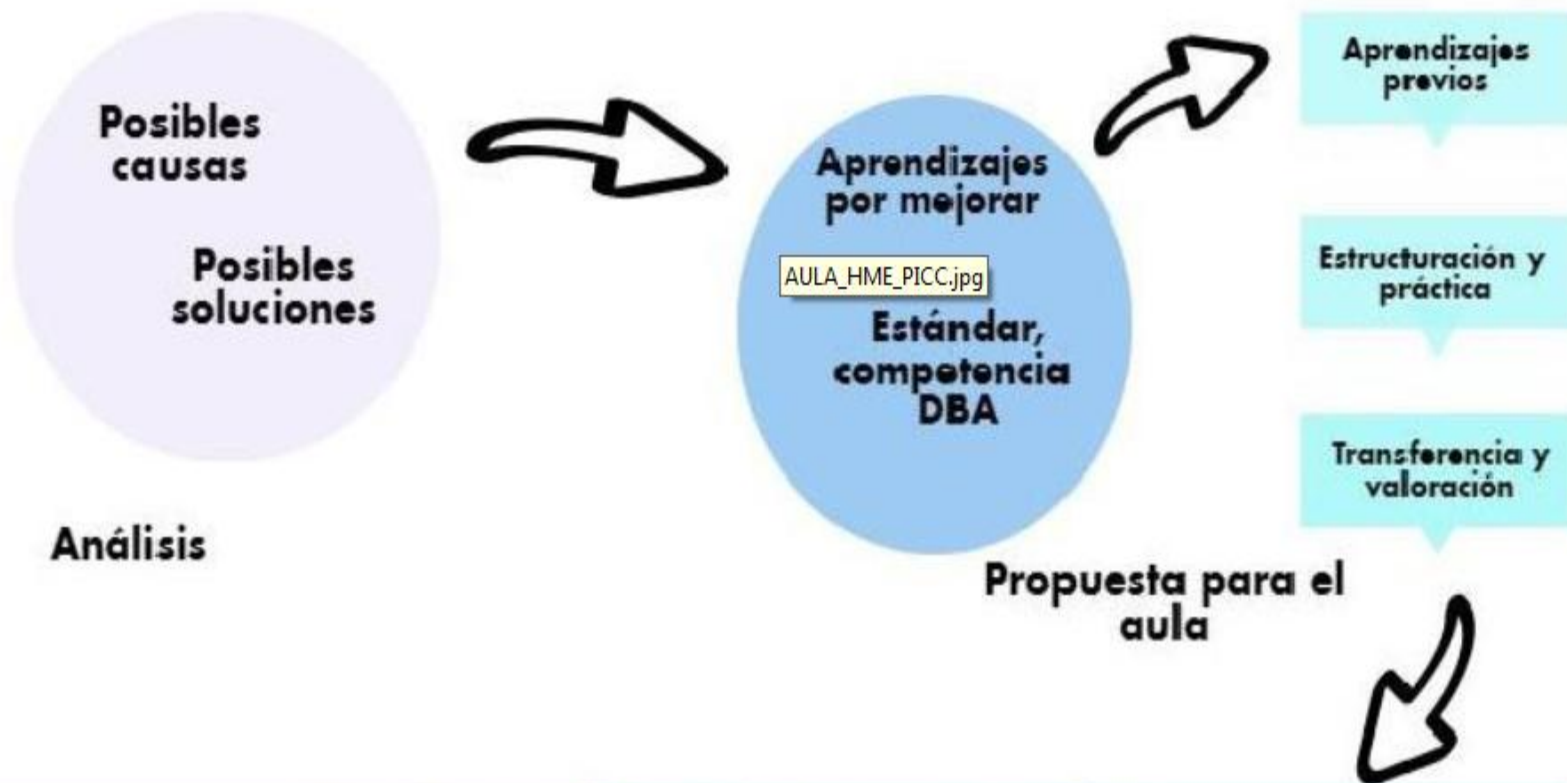 Posibles
causas
Posibles
soluciones
Análisis
Aprendizajes
por mejorar
AULA_HME_PICC.jpg
Estándar,
competencia
DBA
Propuesta para el
aula
Aprendizajes
previos
Estructuración y
práctica
Transferencia y
valoración